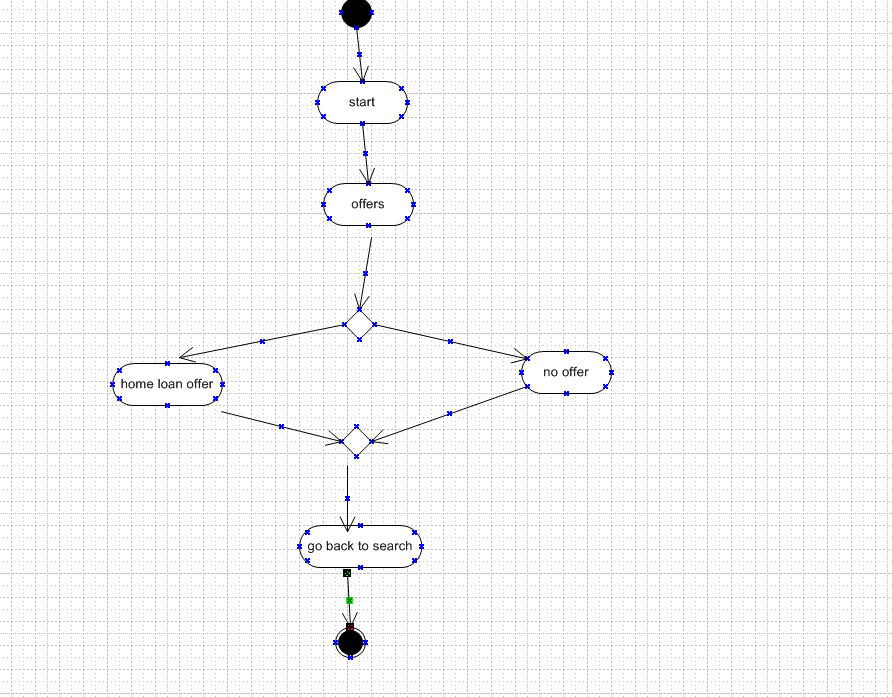 start
offers
home loan offer
no offer
go back to search